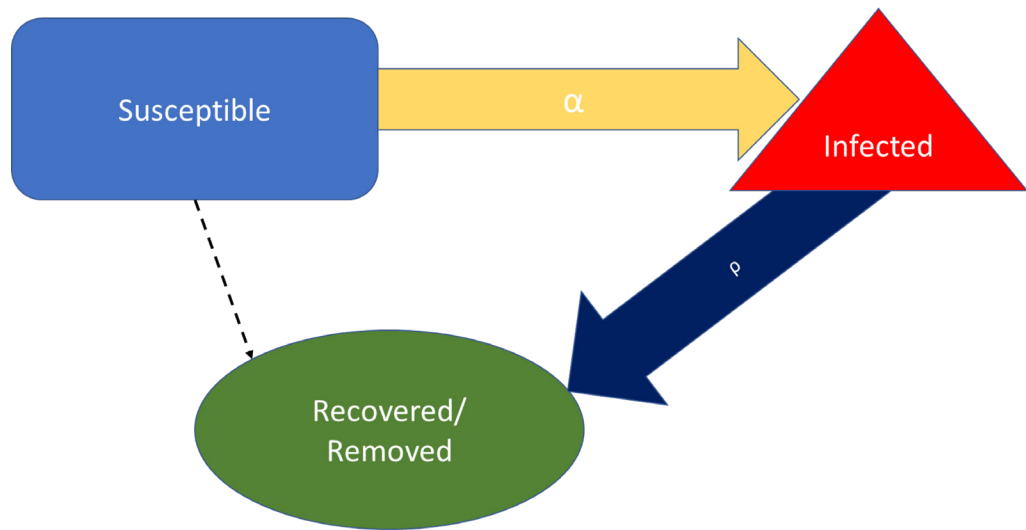 Susceptible
α
Infected
ρ
Recovered/
Removed